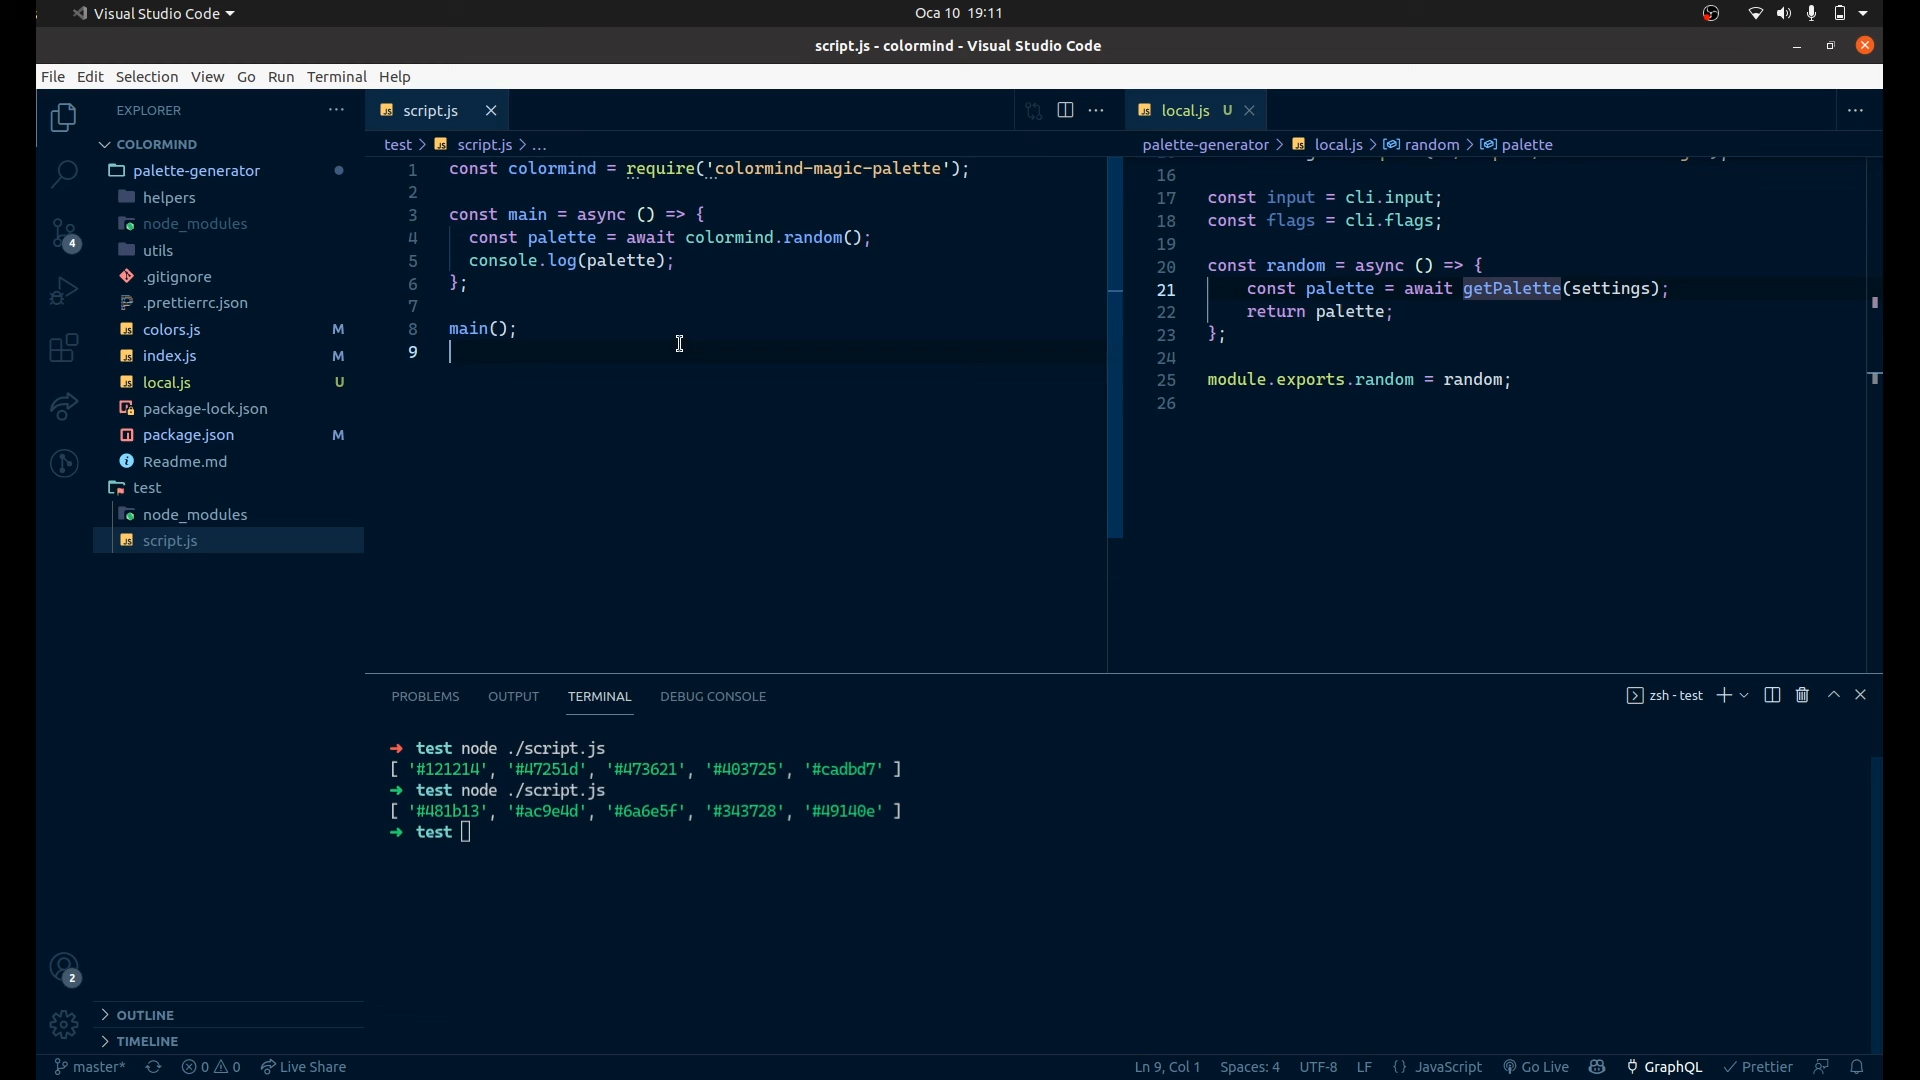 Visual Studio Code
Oca 10 19:11
script.js - colormind - Visual Studio Code
File Edit Selection View Go Run Terminal Help
EXPLORER
COLORMIND
palette-generator
helpers
node_modules
utils
.gitignore
.prettierrc.json
colors.js M
index.js M
local.js U
package-lock.json
package.json M
Readme.md
test
node_modules
script.js
OUTLINE
TIMELINE
4
2
script.js
test > script.js > ...
1 const colormind = require('colormind-magic-palette');
2
3 const main = async () => {
4 const palette = await colormind.random();
5 console.log(palette);
6 };
7
8 main();
9
local.js U
palette-generator > local.js > random > palette
16
17 const input = cli.input;
18 const flags = cli.flags;
19
20 const random = async () => {
21 const palette = await getPalette(settings);
22 return palette;
23 };
24
25 module.exports.random = random;
26
PROBLEMS OUTPUT TERMINAL DEBUG CONSOLE
zsh - test
➜ test node ./script.js
[ '#121214', '#47251d', '#473621', '#403725', '#cadbd7' ]
➜ test node ./script.js
[ '#481b13', '#ac9e4d', '#6a6e5f', '#343728', '#49140e' ]
➜ test
master* 0 0 Live Share
Ln 9, Col 1 Spaces: 4 UTF-8 LF {} JavaScript Go Live GraphQL Prettier